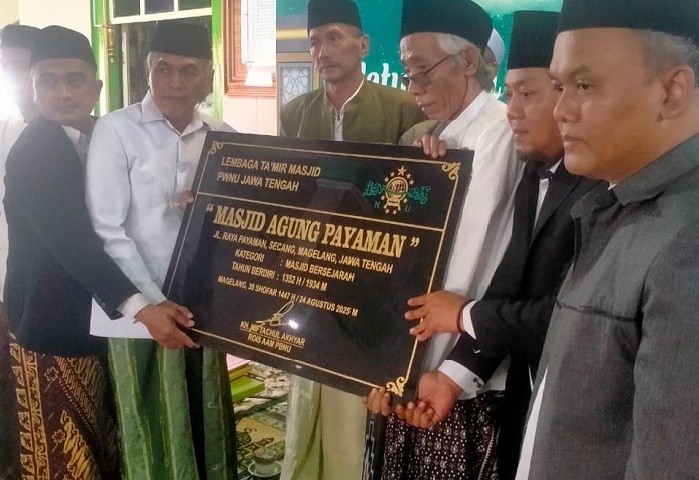 LEMBAGA TA'MIR MASJID
PWNU JAWA TENGAH
N U
“ MASJID AGUNG PAYAMAN ”
JL. RAYA PAYAMAN, SECANG, MAGELANG, JAWA TENGAH
KATEGORI : MASJID BERSEJARAH
TAHUN BERDIRI : 1352 H / 1934 M
MAGELANG, 30 SHOFAR 1447 H / 24 AGUSTUS 2025 M
KH. MIFTACHUL AKHYAR
ROIS AAM PBNU